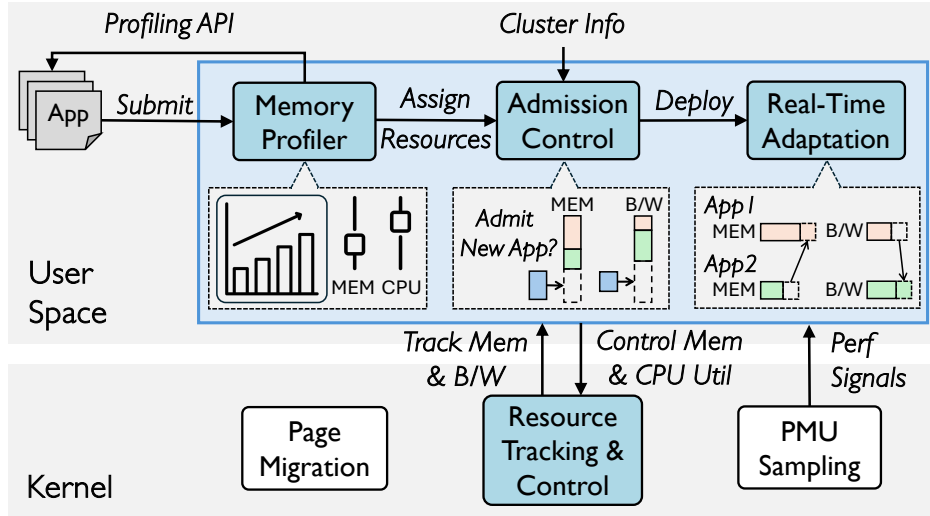 Profiling API
Cluster Info
App
Submit
Memory
Profiler
Assign
Resources
Admission
Control
Deploy
Real-Time
Adaptation
MEM CPU
Admit
New App?
MEM
B/W
App1
MEM
B/W
App2
MEM
B/W
User
Space
Track Mem
& B/W
Control Mem
& CPU Util
Perf
Signals
Page
Migration
Resource
Tracking &
Control
PMU
Sampling
Kernel